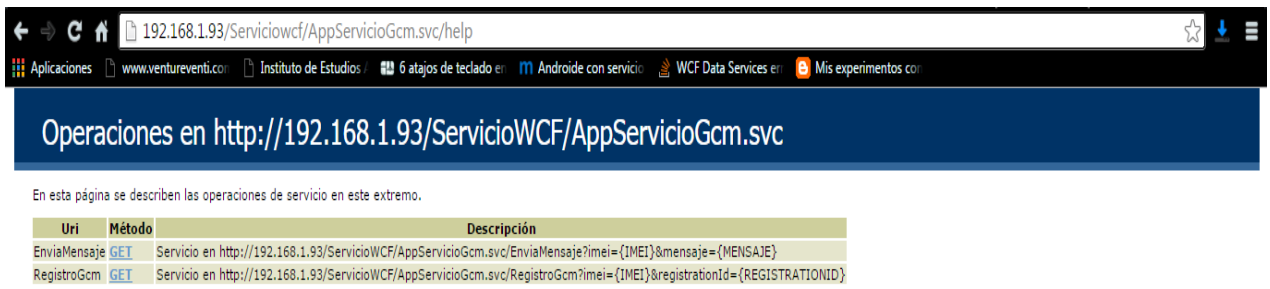 192.168.1.93/Serviciowcf/AppServicioGcm.svc/help
Aplicaciones www.ventureventi.con Instituto de Estudios 6 atajos de teclado en Androide con servicio WCF Data Services err Mis experimentos con
Operaciones en http://192.168.1.93/ServicioWCF/AppServicioGcm.svc
En esta página se describen las operaciones de servicio en este extremo.
Uri Método Descripción
EnviaMensaje GET Servicio en http://192.168.1.93/ServicioWCF/AppServicioGcm.svc/EnviaMensaje?imei={IMEI}&mensaje={MENSAJE}
RegistroGcm GET Servicio en http://192.168.1.93/ServicioWCF/AppServicioGcm.svc/RegistroGcm?imei={IMEI}&registrationId={REGISTRATIONID}